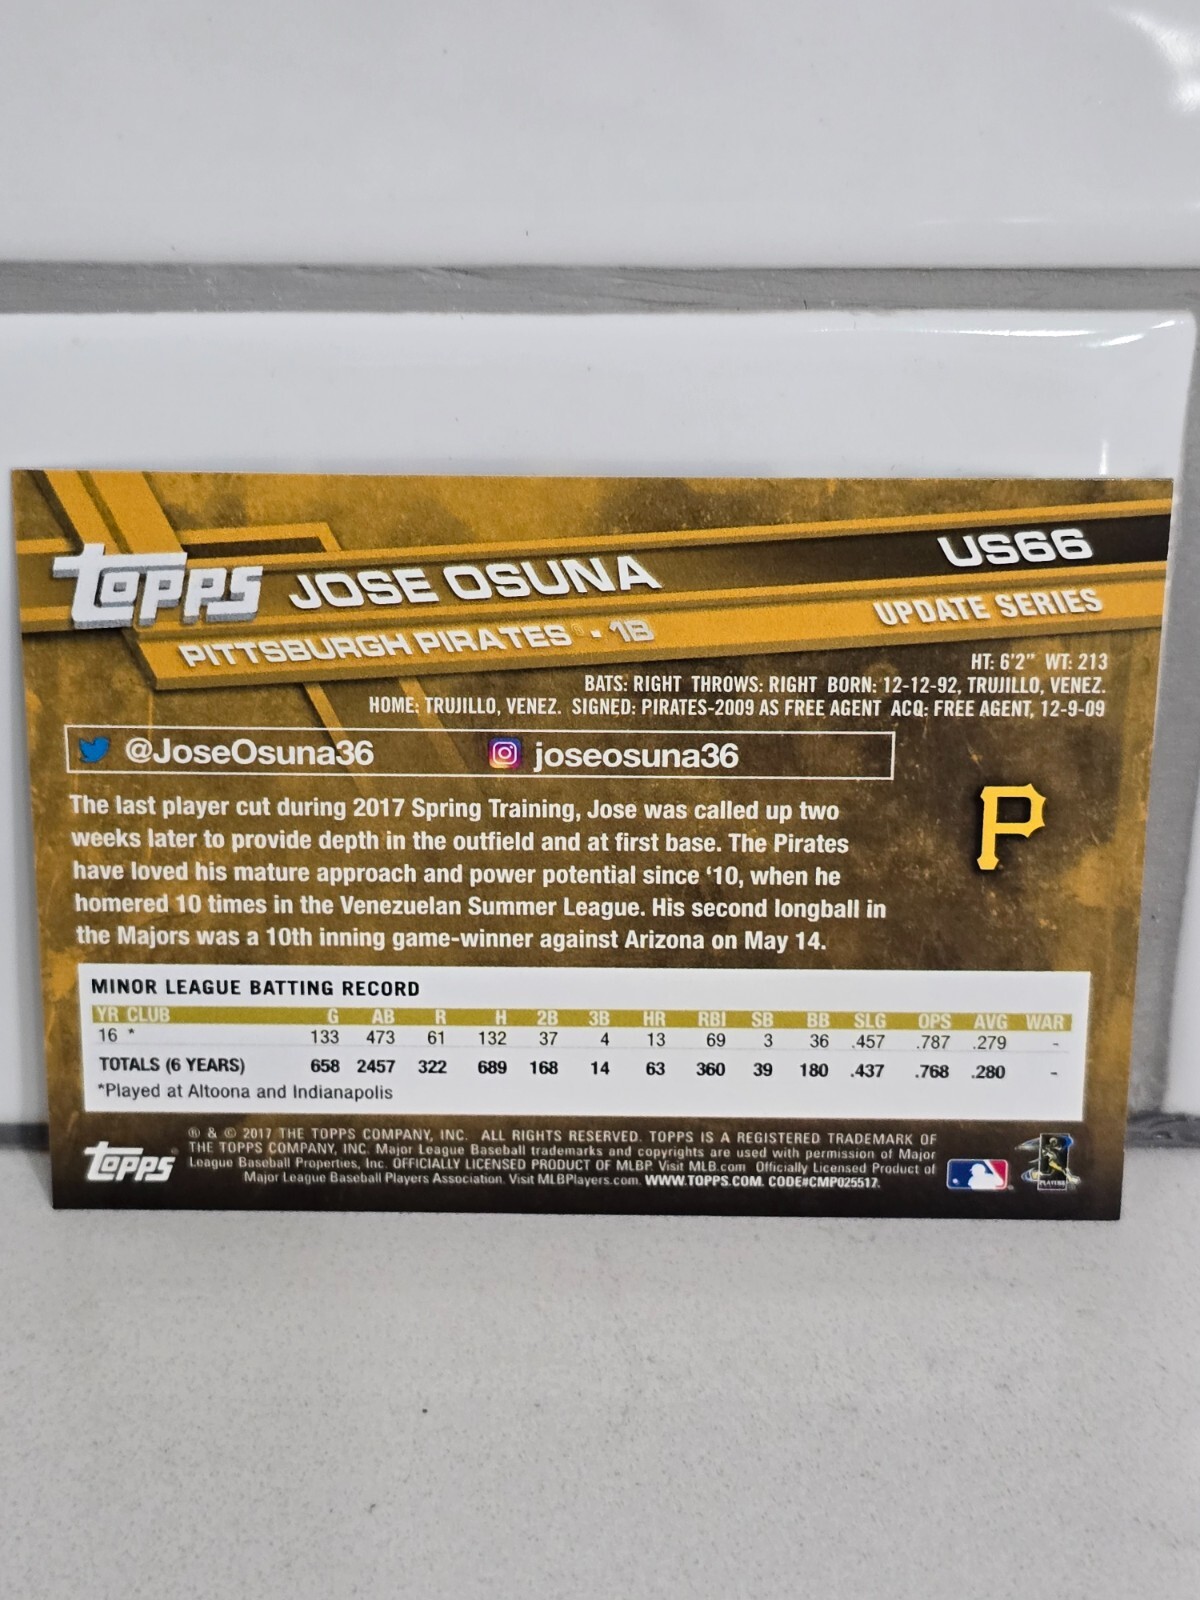 topps JOSE OSUNA US66
PITTSBURGH PIRATES® • 1B UPDATE SERIES
HT: 6'2" WT: 213
BATS: RIGHT THROWS: RIGHT BORN: 12-12-92, TRUJILLO, VENEZ.
HOME: TRUJILLO, VENEZ. SIGNED: PIRATES-2009 AS FREE AGENT ACQ: FREE AGENT, 12-9-09
@JoseOsuna36 joseosuna36
The last player cut during 2017 Spring Training, Jose was called up two
weeks later to provide depth in the outfield and at first base. The Pirates
have loved his mature approach and power potential since ‘10, when he
homered 10 times in the Venezuelan Summer League. His second longball in
the Majors was a 10th inning game-winner against Arizona on May 14.
P
MINOR LEAGUE BATTING RECORD
YR CLUB G AB R H 2B 3B HR RBI SB BB SLG OPS AVG WAR
16 * 133 473 61 132 37 4 13 69 3 36 .457 .787 .279 -
TOTALS (6 YEARS) 658 2457 322 689 168 14 63 360 39 180 .437 .768 .280 -
*Played at Altoona and Indianapolis
® & © 2017 THE TOPPS COMPANY, INC. ALL RIGHTS RESERVED. TOPPS IS A REGISTERED TRADEMARK OF
THE TOPPS COMPANY, INC. Major League Baseball trademarks and copyrights are used with permission of Major
League Baseball Properties, Inc. OFFICIALLY LICENSED PRODUCT OF MLBP. Visit MLB.com Officially Licensed Product of
Major League Baseball Players Association. Visit MLBPlayers.com. WWW.TOPPS.COM. CODE#CMP025517.
topps®
PLAYERS